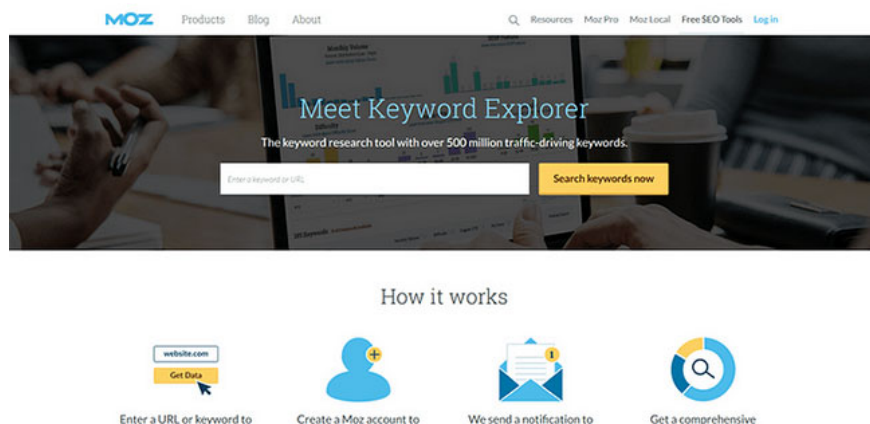 MOZ Products Blog About Resources Moz Pro Moz Local Free SEO Tools Log in
Monthly Volume
Meet Keyword Explorer
Difficulty
The keyword research tool with over 500 million traffic-driving keywords.
Enter a keyword or URL
Search keywords now
How it works
website.com
Get Data
1
Enter a URL or keyword to
Create a Moz account to
We send a notification to
Get a comprehensive